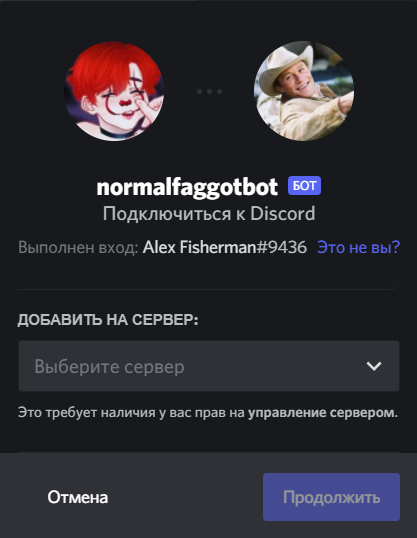 normalfaggotbot БОТ
Подключиться к Discord
Выполнен вход: Alex Fisherman#9436 Это не вы?
ДОБАВИТЬ НА СЕРВЕР:
Выберите сервер
Это требует наличия у вас прав на управление сервером.
Отмена Продолжить